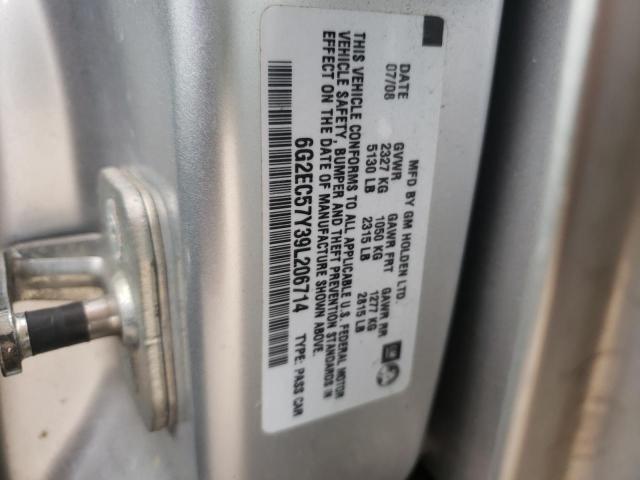 MFD BY GM HOLDEN LTD.
DATE GVWR GAWR FRT GAWR RR
07/08 2327 KG 1050 KG 1277 KG
5130 LB 2315 LB 2815 LB
THIS VEHICLE CONFORMS TO ALL APPLICABLE U.S. FEDERAL MOTOR
VEHICLE SAFETY, BUMPER AND THEFT PREVENTION STANDARDS IN
EFFECT ON THE DATE OF MANUFACTURE SHOWN ABOVE.
6G2EC57Y39L206714 TYPE: PASS CAR
GM